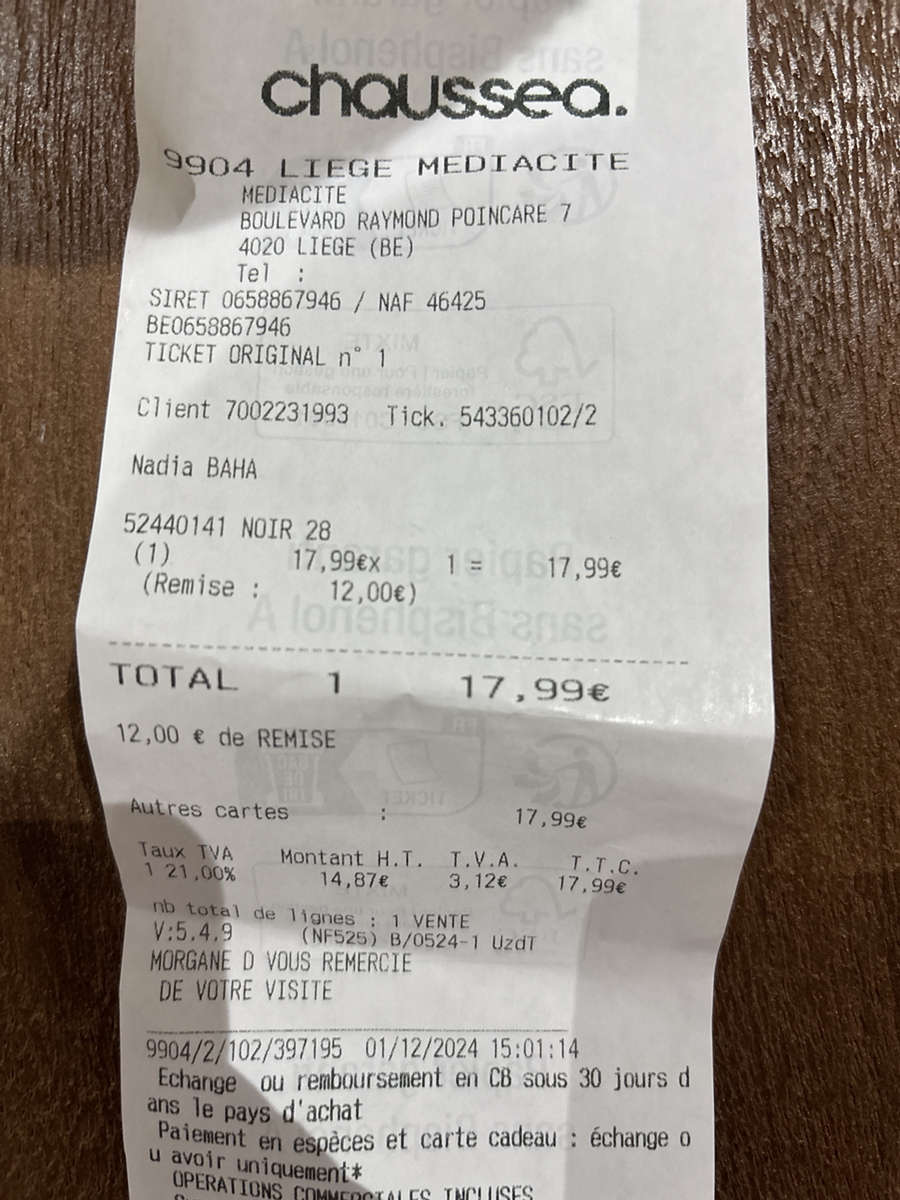 chaussea.
9904 LIEGE MEDIACITE
MEDIACITE
BOULEVARD RAYMOND POINCARE 7
4020 LIEGE (BE)
Tel :
SIRET 0658867946 / NAF 46425
BE0658867946
TICKET ORIGINAL n° 1
Client 7002231993 Tick. 543360102/2
Nadia BAHA
52440141 NOIR 28
(1) 17,99€x 1 = 17,99€
(Remise : 12,00€)
TOTAL 1 17,99€
12,00 € de REMISE
Autres cartes : 17,99€
Taux TVA Montant H.T. T.V.A. T.T.C.
1 21,00% 14,87€ 3,12€ 17,99€
nb total de lignes : 1 VENTE
V:5.4.9 (NF525) B/0524-1 UzdT
MORGANE D VOUS REMERCIE
DE VOTRE VISITE
9904/2/102/397195 01/12/2024 15:01:14
Echange ou remboursement en CB sous 30 jours d
ans le pays d'achat
Paiement en espèces et carte cadeau : échange o
u avoir uniquement*
OPERATIONS COMMERCIALES INCLUSES